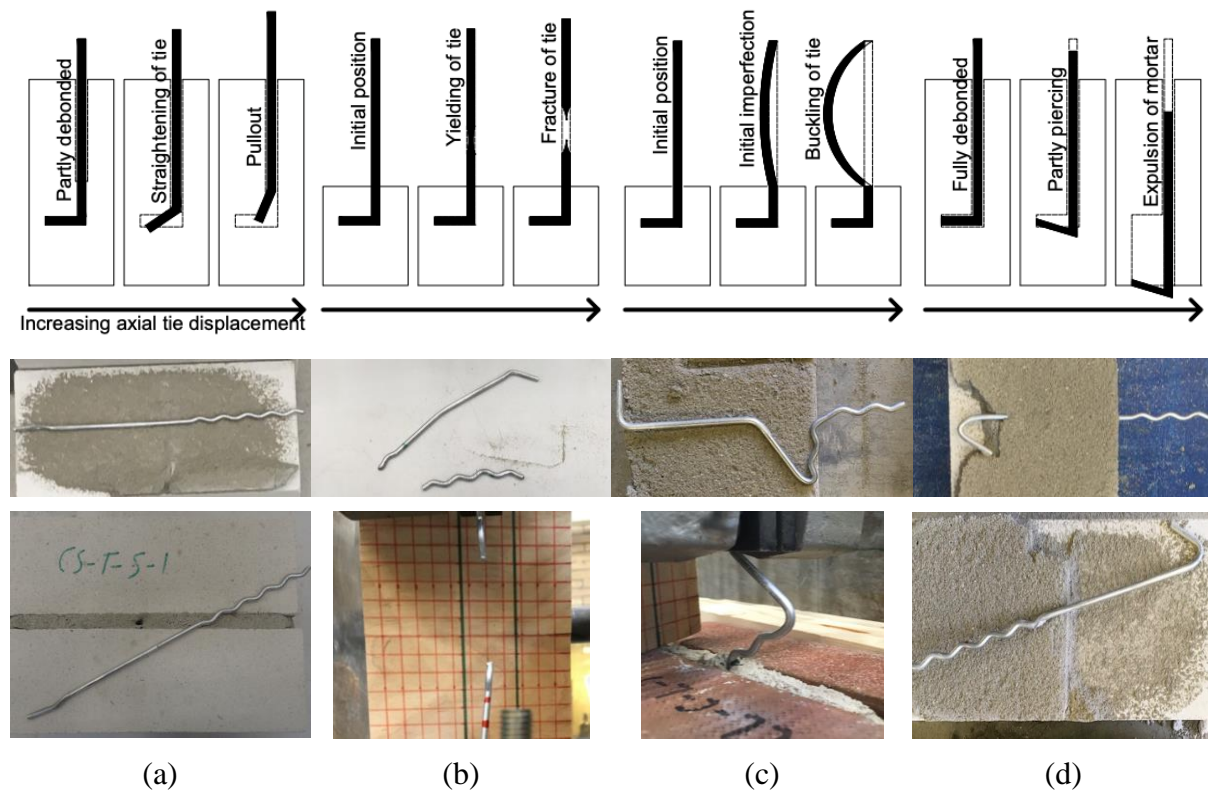 Partly debonded
Straightening of tie
Pullout
Initial position
Yielding of tie
Fracture of tie
Initial position
Initial imperfection
Buckling of tie
Fully debonded
Partly piercing
Expulsion of mortar
Increasing axial tie displacement
CS-T-5-1
(a)
(b)
(c)
(d)